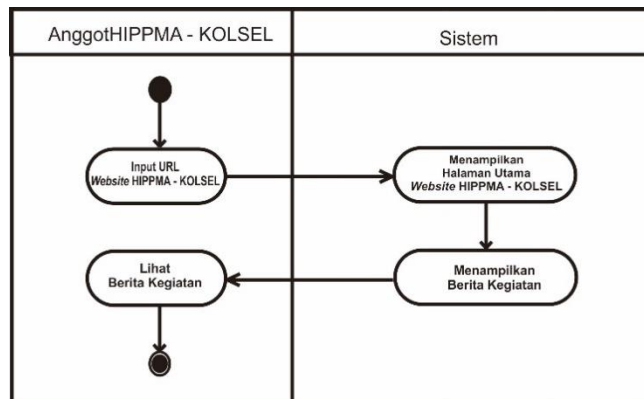 AnggotHIPPMA - KOLSEL
Sistem
Input URL
Website HIPPMA - KOLSEL
Menampilkan
Halaman Utama
Website HIPPMA - KOLSEL
Lihat
Berita Kegiatan
Menampilkan
Berita Kegiatan